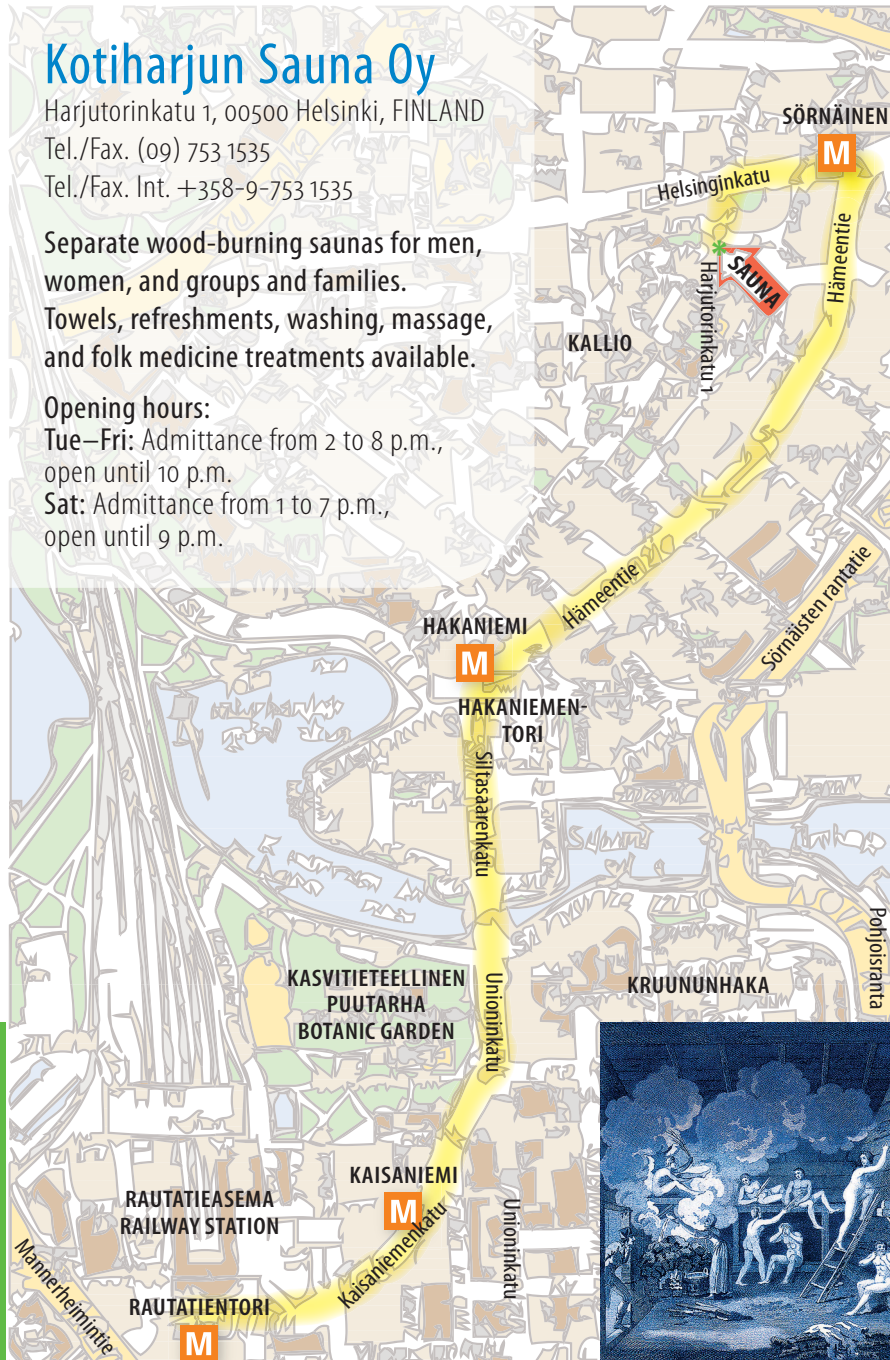 Kotiharjun Sauna Oy
Harjutorinkatu 1, 00500 Helsinki, FINLAND
Tel./Fax. (09) 753 1535
Tel./Fax. Int. +358-9-753 1535
Separate wood-burning saunas for men,
women, and groups and families.
Towels, refreshments, washing, massage,
and folk medicine treatments available.
Opening hours:
Tue–Fri: Admittance from 2 to 8 p.m.,
open until 10 p.m.
Sat: Admittance from 1 to 7 p.m.,
open until 9 p.m.
SÖRNÄINEN
M
Helsinginkatu
Hämeentie
SAUNA
Harjutorinkatu 1
KALLIO
Hämeentie
Sörnäisten rantatie
HAKANIEMI
M
HAKANIEMEN-
TORI
Siltasaarenkatu
Pohjoisranta
KASVITIETEELLINEN
PUUTARHA
BOTANIC GARDEN
Unioninkatu
KRUUNUNHAKA
KAISANIEMI
M
RAUTATIEASEMA
RAILWAY STATION
Unioninkatu
Kaisaniemenkatu
Mannerheimintie
RAUTATIENTORI
M